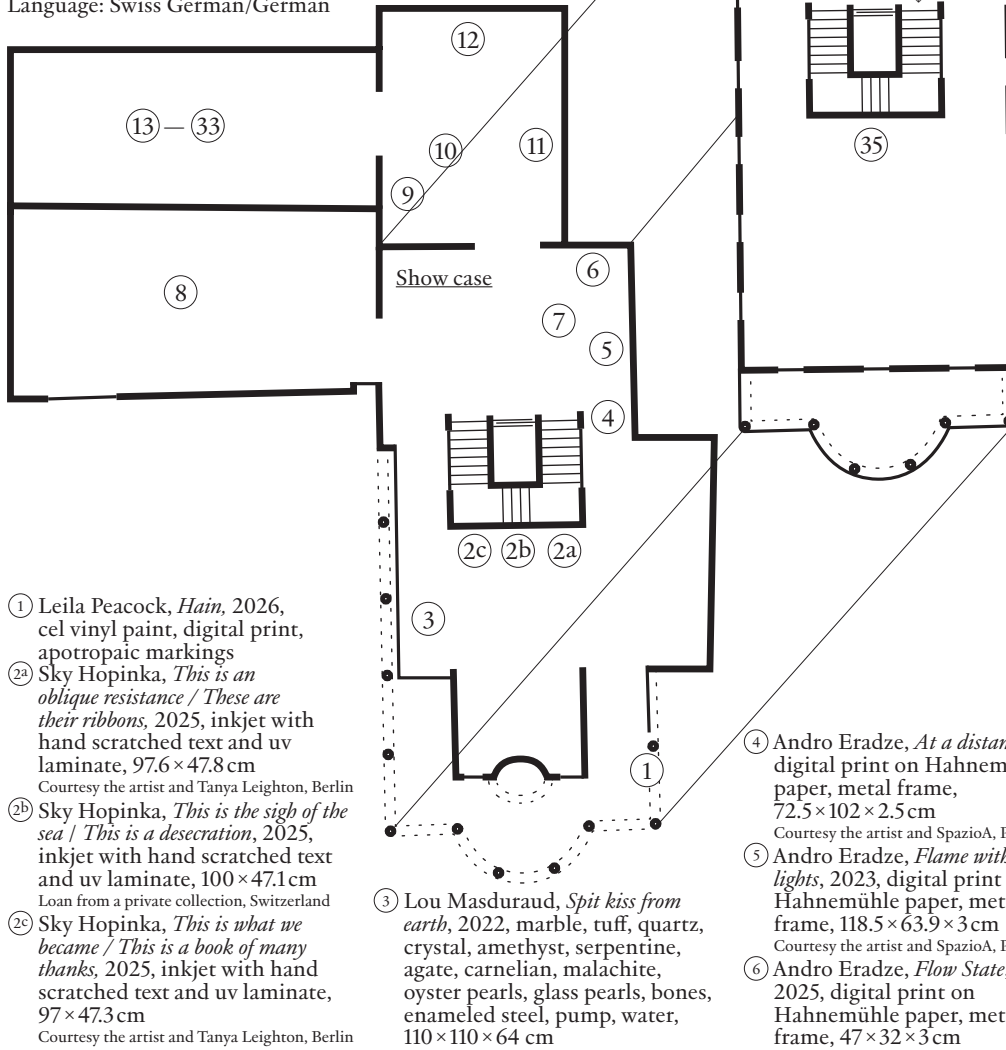 Language: Swiss German/German
12
13 — 33
10
11
9
35
8
Show case
6
7
5
4
2c 2b 2a
3
1
1 Leila Peacock, Hain, 2026,
cel vinyl paint, digital print,
apotropaic markings
2a Sky Hopinka, This is an
oblique resistance / These are
their ribbons, 2025, inkjet with
hand scratched text and uv
laminate, 97.6 × 47.8 cm
Courtesy the artist and Tanya Leighton, Berlin
2b Sky Hopinka, This is the sigh of the
sea / This is a desecration, 2025,
inkjet with hand scratched text
and uv laminate, 100 × 47.1 cm
Loan from a private collection, Switzerland
2c Sky Hopinka, This is what we
became / This is a book of many
thanks, 2025, inkjet with hand
scratched text and uv laminate,
97 × 47.3 cm
Courtesy the artist and Tanya Leighton, Berlin
3 Lou Masduraud, Spit kiss from
earth, 2022, marble, tuff, quartz,
crystal, amethyst, serpentine,
agate, carnelian, malachite,
oyster pearls, glass pearls, bones,
enameled steel, pump, water,
110 × 110 × 64 cm
4 Andro Eradze, At a
digital print on
paper, metal frame,
72.5 × 102 × 2.5 cm
Courtesy the artist and SpazioA,
5 Andro Eradze, Flame
lights, 2023, digital print
Hahnemühle paper,
frame, 118.5 × 63.9 × 3 cm
Courtesy the artist and SpazioA,
6 Andro Eradze, Flow State,
2025, digital print on
Hahnemühle paper,
frame, 47 × 32 × 3 cm